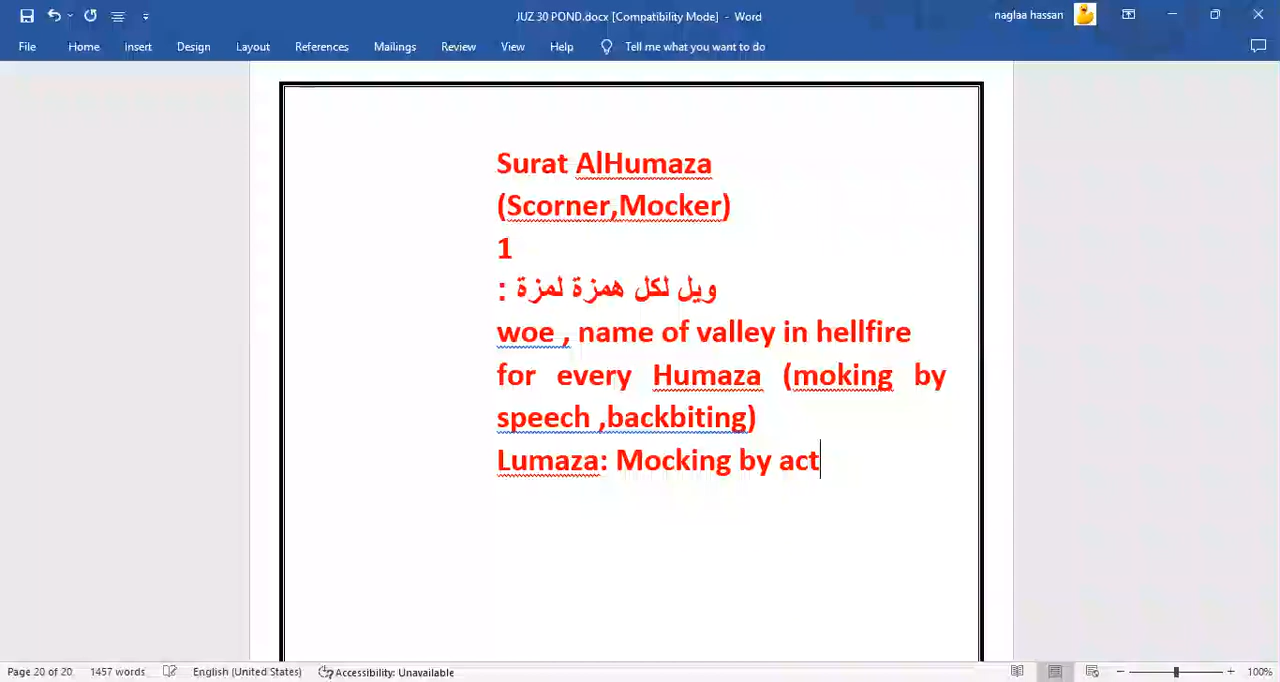 JUZ 30 POND.docx [Compatibility Mode] - Word
naglaa hassan
File Home Insert Design Layout References Mailings Review View Help Tell me what you want to do
Surat AlHumaza
(Scorner,Mocker)
1
ويل لكل همزة لمزة :
woe , name of valley in hellfire
for every Humaza (moking by
speech ,backbiting)
Lumaza: Mocking by act
Page 20 of 20 1457 words English (United States) Accessibility: Unavailable 100%